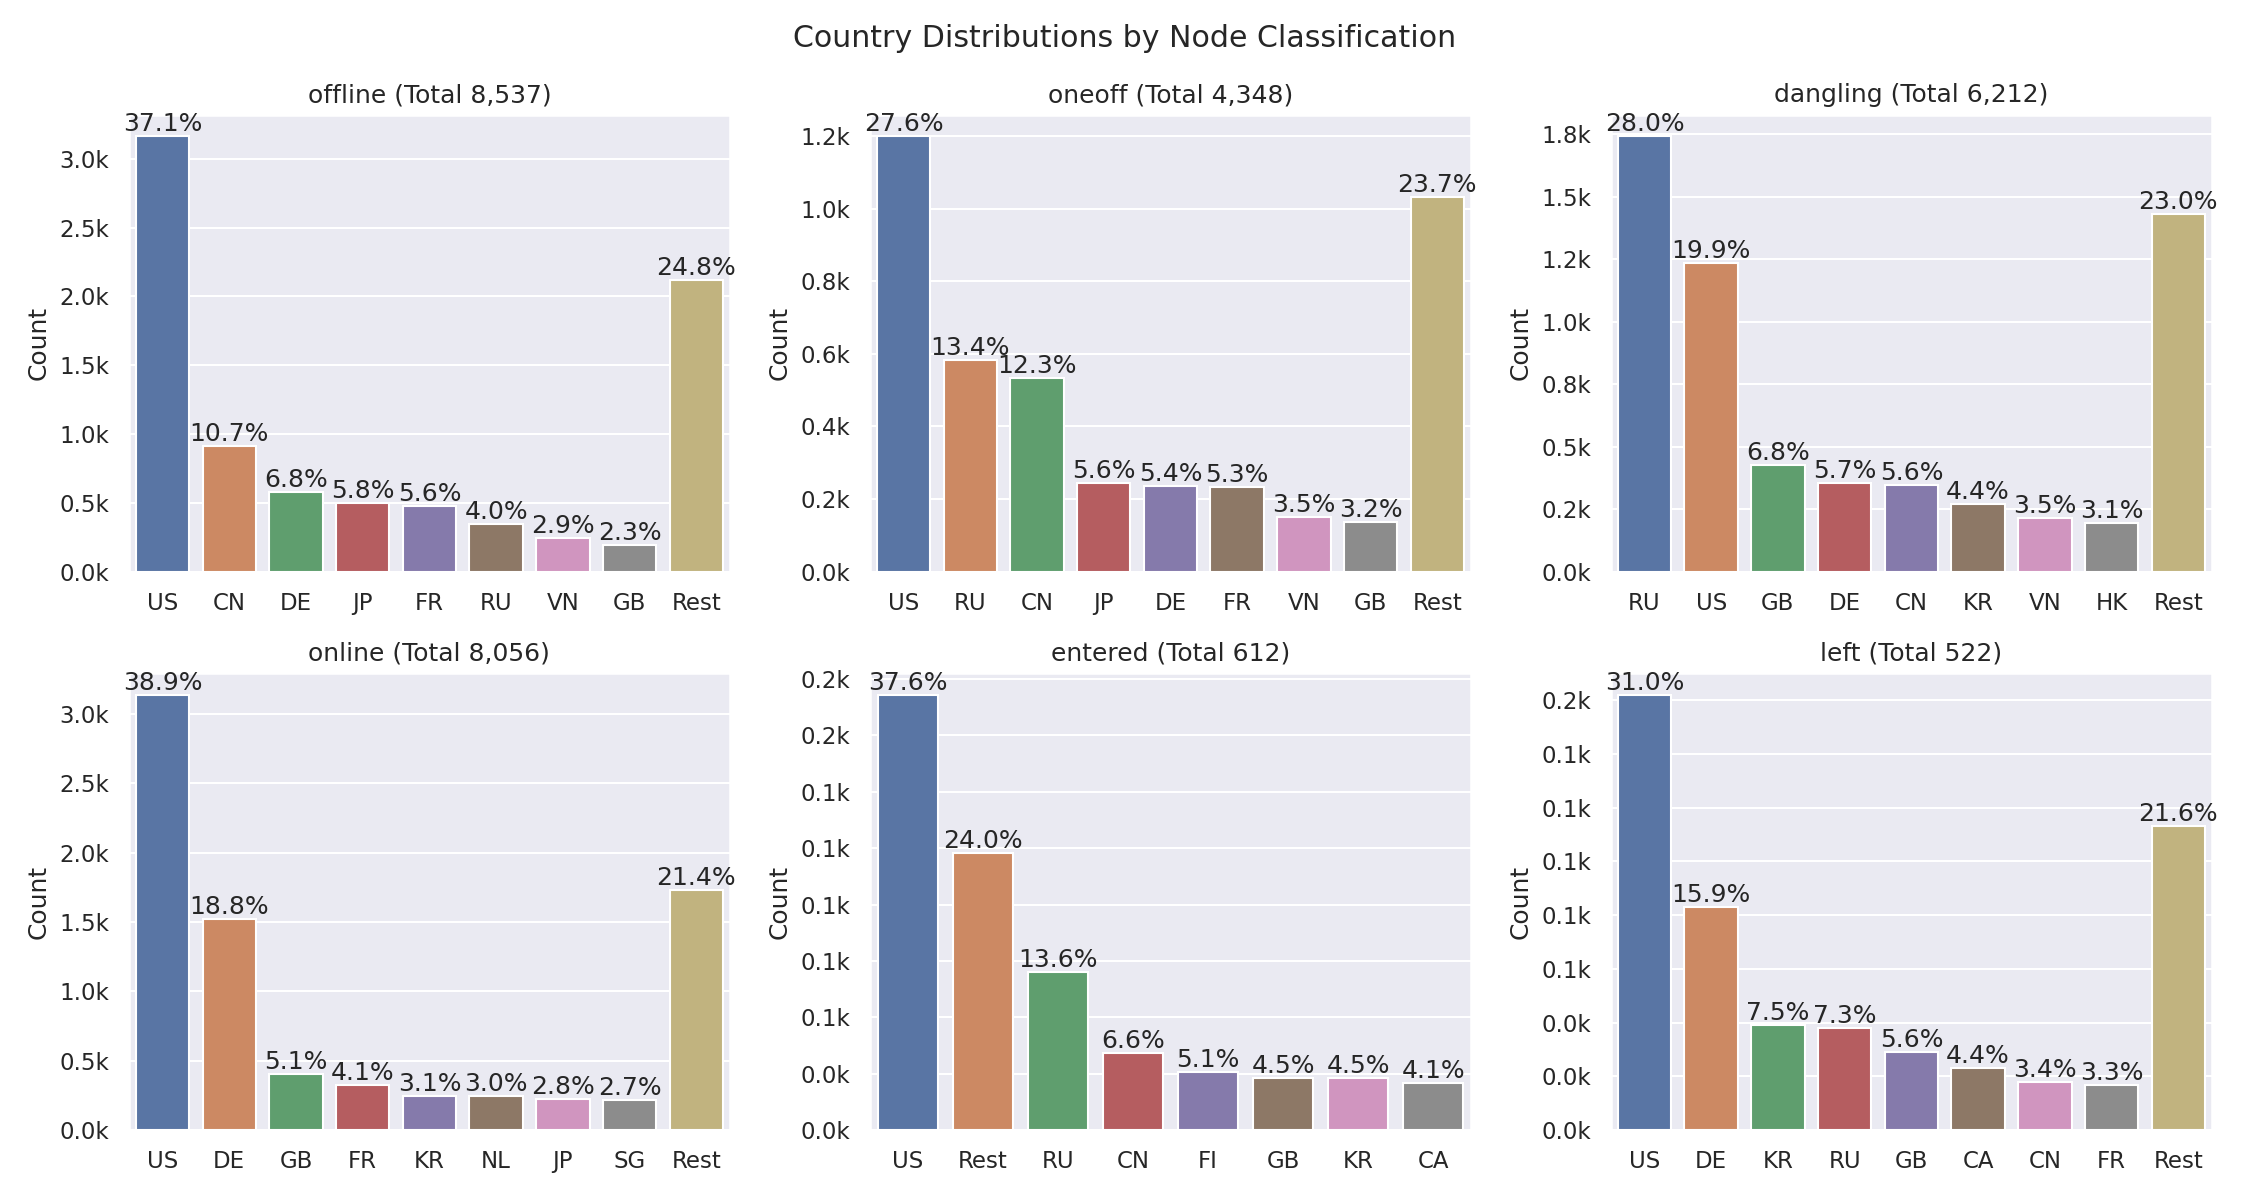 Country Distributions by Node Classification
offline (Total 8,537)
Count
3.0k
2.5k
2.0k
1.5k
1.0k
0.5k
0.0k
37.1%
10.7%
6.8%
5.8%
5.6%
4.0%
2.9%
2.3%
24.8%
US CN DE JP FR RU VN GB Rest
oneoff (Total 4,348)
Count
1.2k
1.0k
0.8k
0.6k
0.4k
0.2k
0.0k
27.6%
13.4%
12.3%
5.6%
5.4%
5.3%
3.5%
3.2%
23.7%
US RU CN JP DE FR VN GB Rest
dangling (Total 6,212)
Count
1.8k
1.5k
1.2k
1.0k
0.8k
0.5k
0.2k
0.0k
28.0%
19.9%
6.8%
5.7%
5.6%
4.4%
3.5%
3.1%
23.0%
RU US GB DE CN KR VN HK Rest
online (Total 8,056)
Count
3.0k
2.5k
2.0k
1.5k
1.0k
0.5k
0.0k
38.9%
18.8%
5.1%
4.1%
3.1%
3.0%
2.8%
2.7%
21.4%
US DE GB FR KR NL JP SG Rest
entered (Total 612)
Count
0.2k
0.2k
0.1k
0.1k
0.1k
0.1k
0.1k
0.0k
0.0k
37.6%
24.0%
13.6%
6.6%
5.1%
4.5%
4.5%
4.1%
US Rest RU CN FI GB KR CA
left (Total 522)
Count
0.2k
0.1k
0.1k
0.1k
0.1k
0.1k
0.0k
0.0k
0.0k
31.0%
15.9%
7.5%
7.3%
5.6%
4.4%
3.4%
3.3%
21.6%
US DE KR RU GB CA CN FR Rest